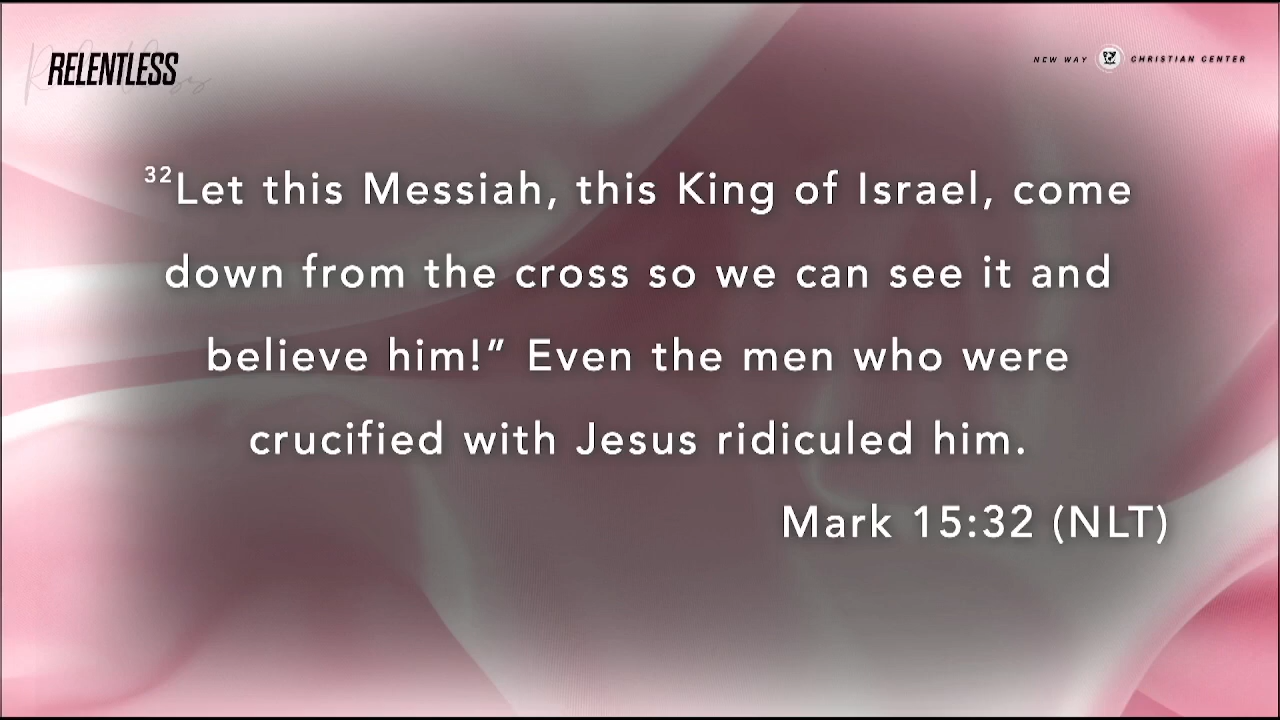 RELENTLESS
NEW WAY CHRISTIAN CENTER
32Let this Messiah, this King of Israel, come
down from the cross so we can see it and
believe him!” Even the men who were
crucified with Jesus ridiculed him.
Mark 15:32 (NLT)